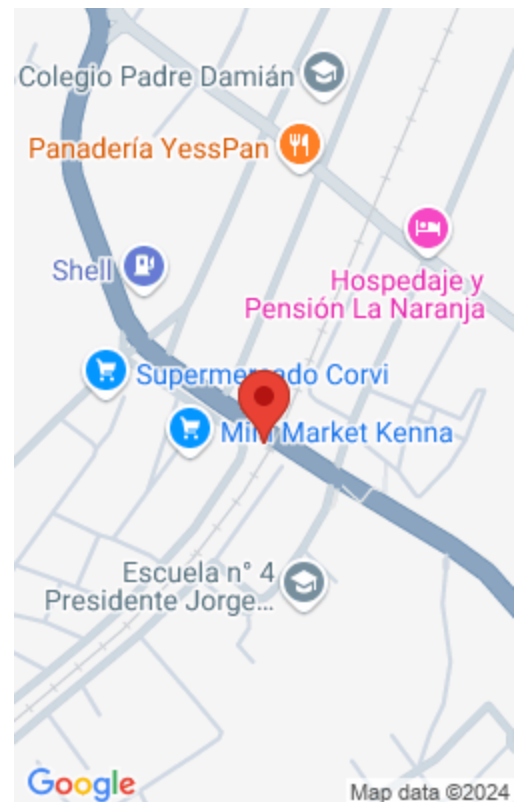 Colegio Padre Damián
Panadería YessPan
Shell
Hospedaje y
Pensión La Naranja
Supermercado Corvi
Mini Market Kenna
Escuela n° 4
Presidente Jorge...
Google
Map data ©2024